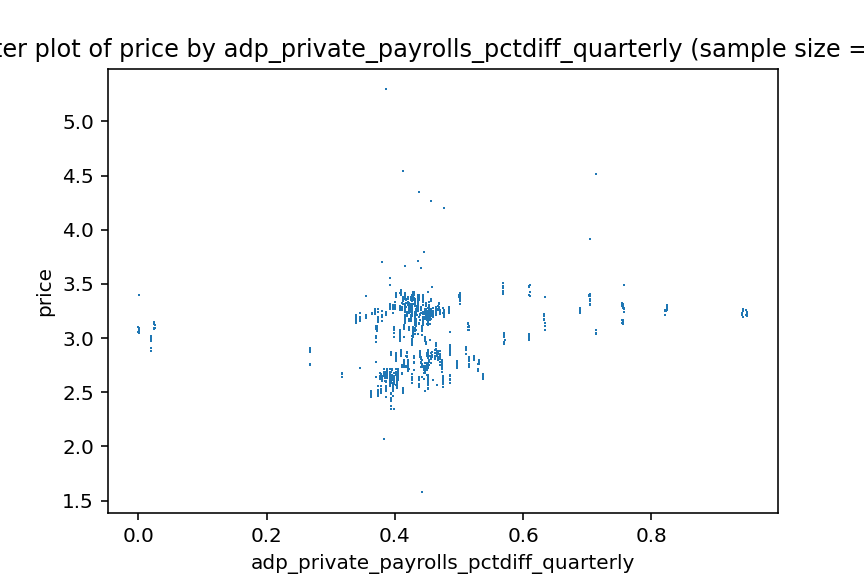 ter plot of price by adp_private_payrolls_pctdiff_quarterly (sample size =
5.0
4.5
4.0
3.5
3.0
2.5
2.0
1.5
price
0.0 0.2 0.4 0.6 0.8
adp_private_payrolls_pctdiff_quarterly